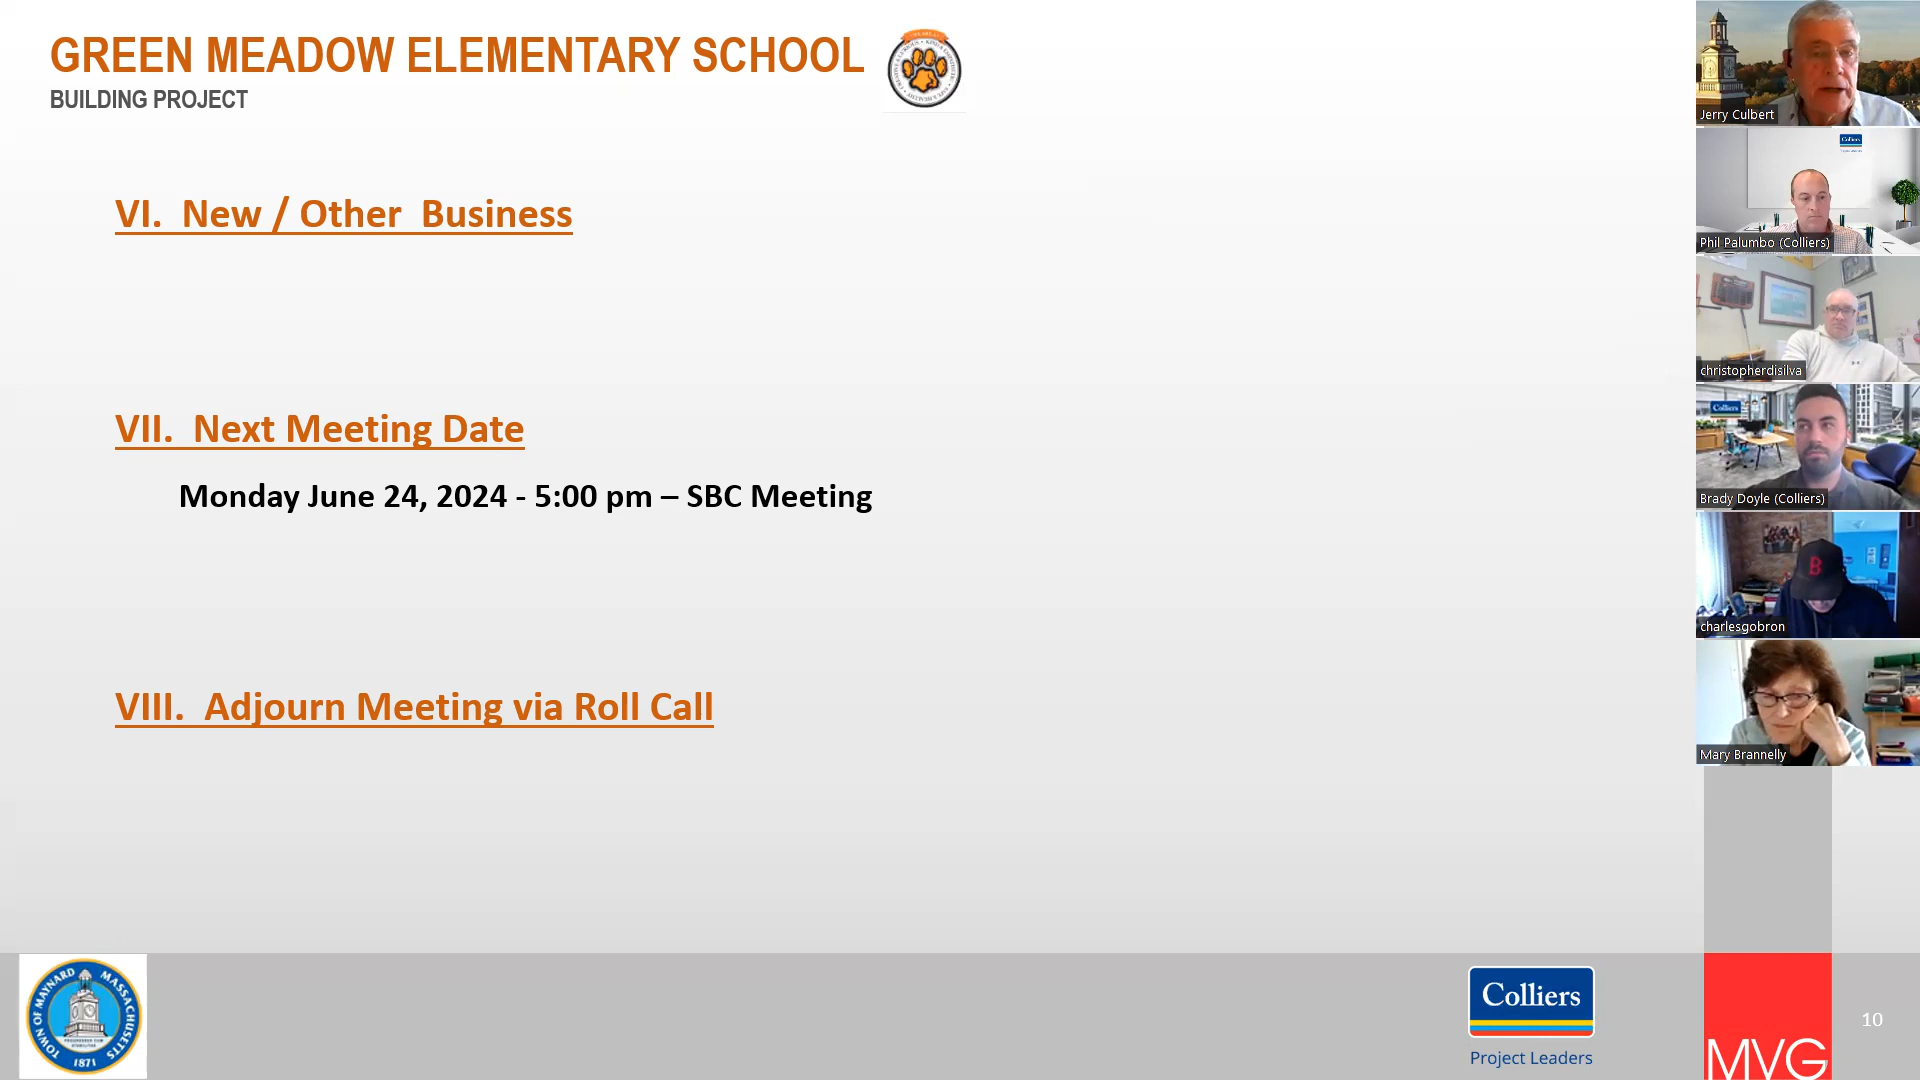 GREEN MEADOW ELEMENTARY SCHOOL
BUILDING PROJECT
VI. New / Other Business
VII. Next Meeting Date
Monday June 24, 2024 - 5:00 pm – SBC Meeting
VIII. Adjourn Meeting via Roll Call
TOWN OF MAYNARD MASSACHUSETTS
1871
Colliers
Project Leaders
MVG
10
Jerry Culbert
Colliers
Phil Palumbo (Colliers)
christopherdisilva
Colliers
Brady Doyle (Colliers)
B
charlesgobron
Mary Brannelly